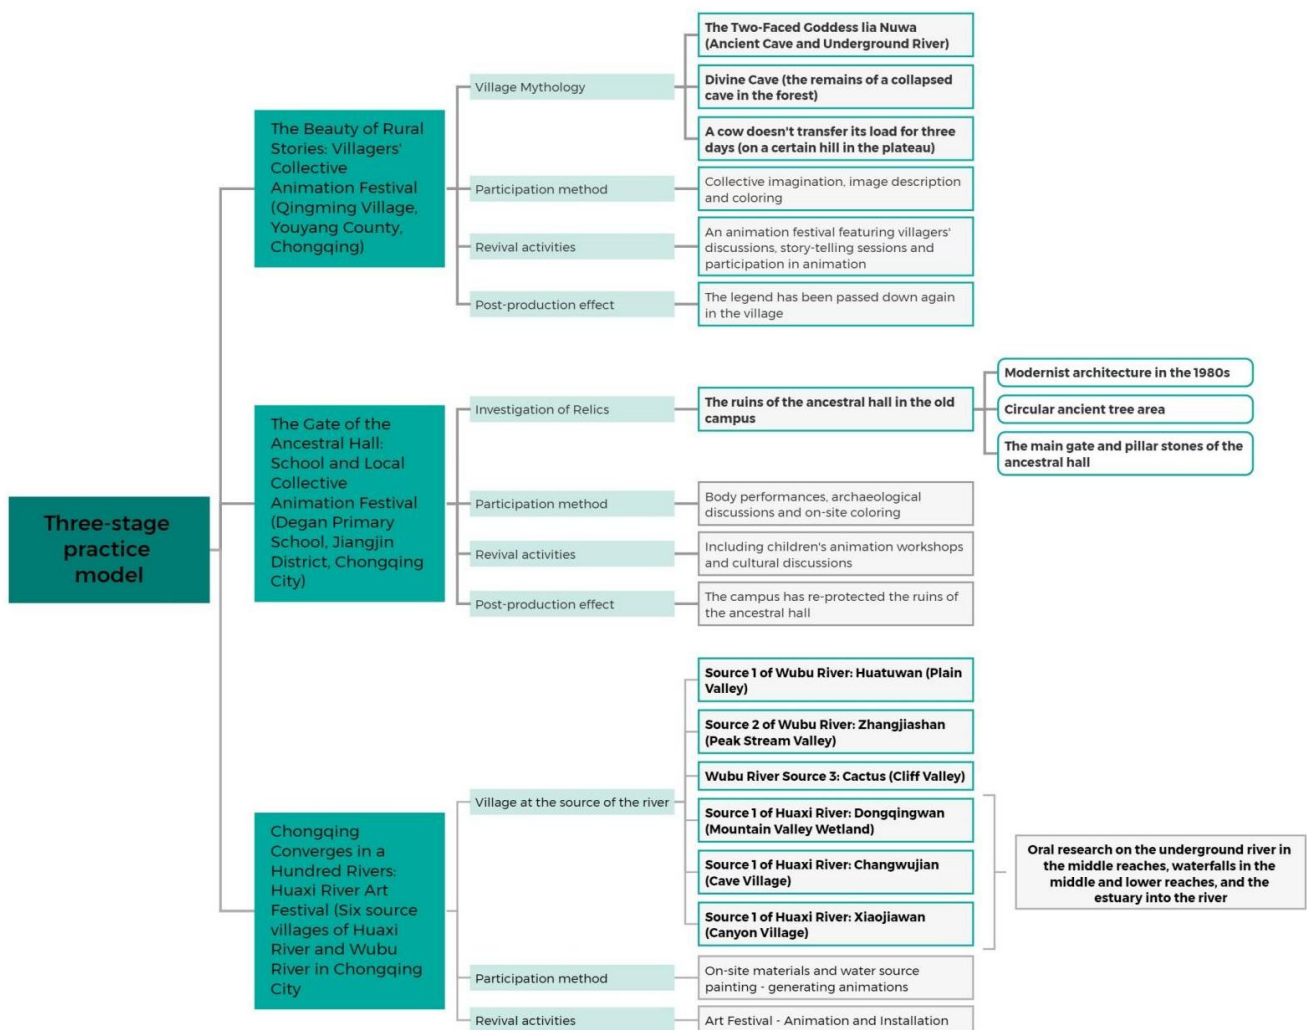 Three-stage
practice
model
The Beauty of Rural
Stories: Villagers'
Collective
Animation Festival
(Qingming Village,
Youyang County,
Chongqing)
Village Mythology
The Two-Faced Goddess lia Nuwa
(Ancient Cave and Underground River)
Divine Cave (the remains of a collapsed
cave in the forest)
A cow doesn't transfer its load for three
days (on a certain hill in the plateau)
Participation method
Collective imagination, image description
and coloring
Revival activities
An animation festival featuring villagers'
discussions, story-telling sessions and
participation in animation
Post-production effect
The legend has been passed down again
in the village
The Gate of the
Ancestral Hall:
School and Local
Collective
Animation Festival
(Degan Primary
School, Jiangjin
District, Chongqing
City)
Investigation of Relics
The ruins of the ancestral hall in the old
campus
Modernist architecture in the 1980s
Circular ancient tree area
The main gate and pillar stones of the
ancestral hall
Participation method
Body performances, archaeological
discussions and on-site coloring
Revival activities
Including children's animation workshops
and cultural discussions
Post-production effect
The campus has re-protected the ruins of
the ancestral hall
Chongqing
Converges in a
Hundred Rivers:
Huaxi River Art
Festival (Six source
villages of Huaxi
River and Wubu
River in Chongqing
City
Village at the source of the river
Source 1 of Wubu River: Huatuwan (Plain
Valley)
Source 2 of Wubu River: Zhangjiashan
(Peak Stream Valley)
Wubu River Source 3: Cactus (Cliff Valley)
Source 1 of Huaxi River: Dongqingwan
(Mountain Valley Wetland)
Source 1 of Huaxi River: Changwujian
(Cave Village)
Source 1 of Huaxi River: Xiaojiawan
(Canyon Village)
Oral research on the underground river in
the middle reaches, waterfalls in the
middle and lower reaches, and the
estuary into the river
Participation method
On-site materials and water source
painting - generating animations
Revival activities
Art Festival - Animation and Installation